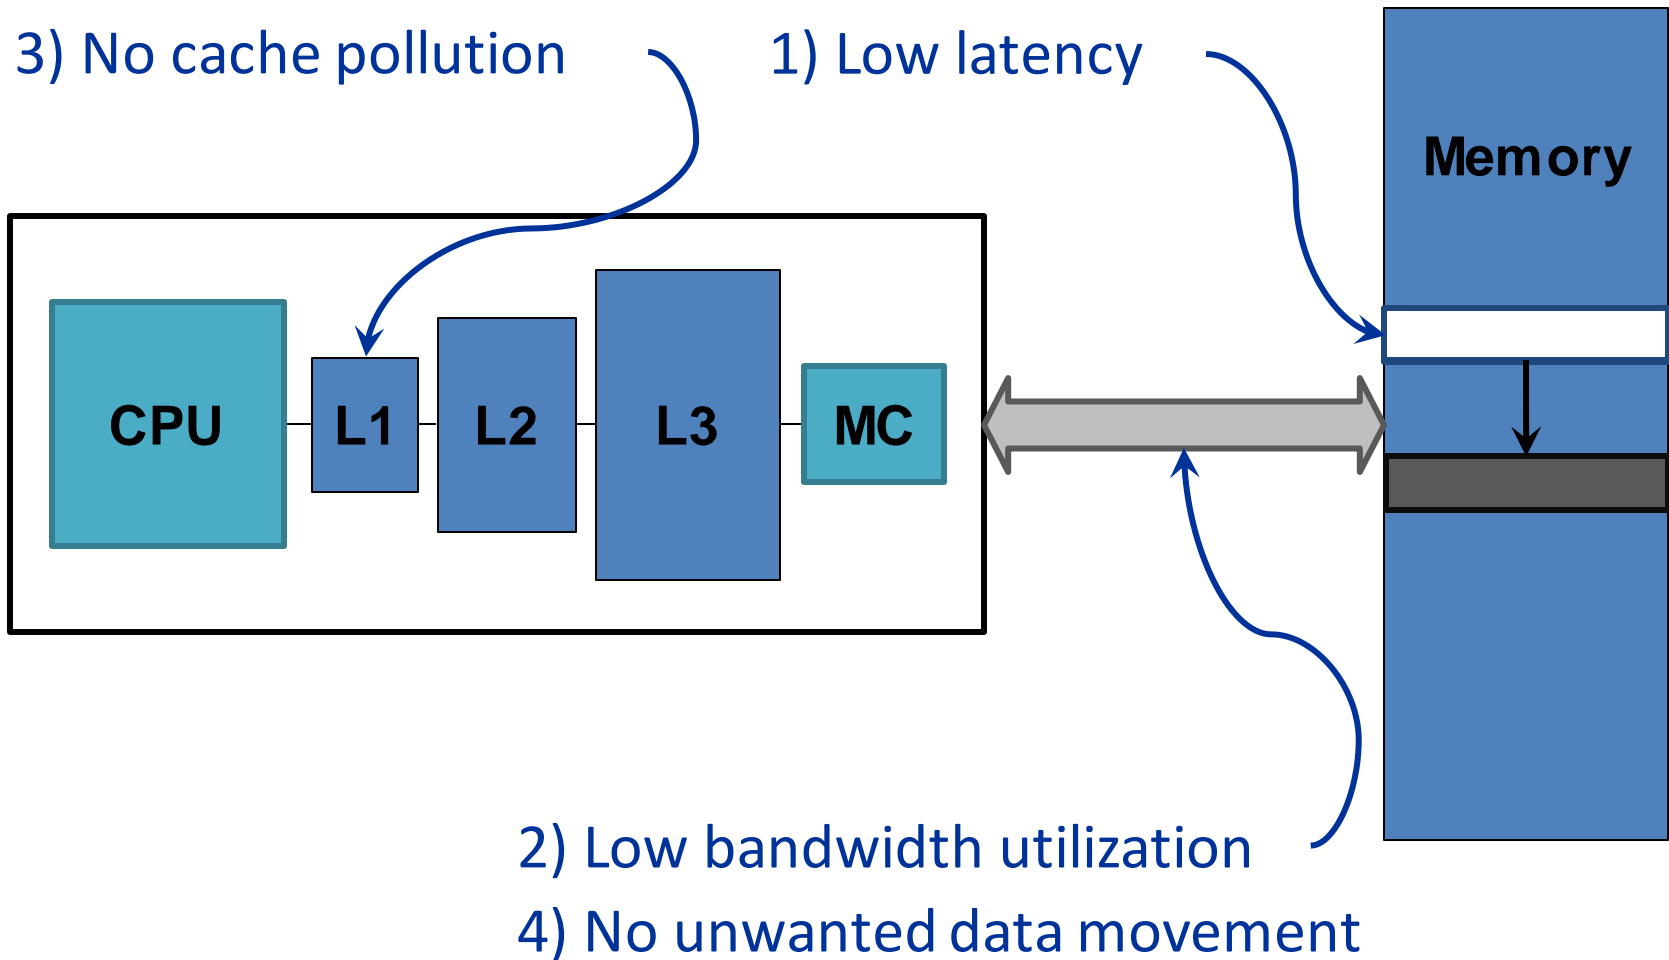 3) No cache pollution
1) Low latency
Memory
CPU
L1
L2
L3
MC
2) Low bandwidth utilization
4) No unwanted data movement